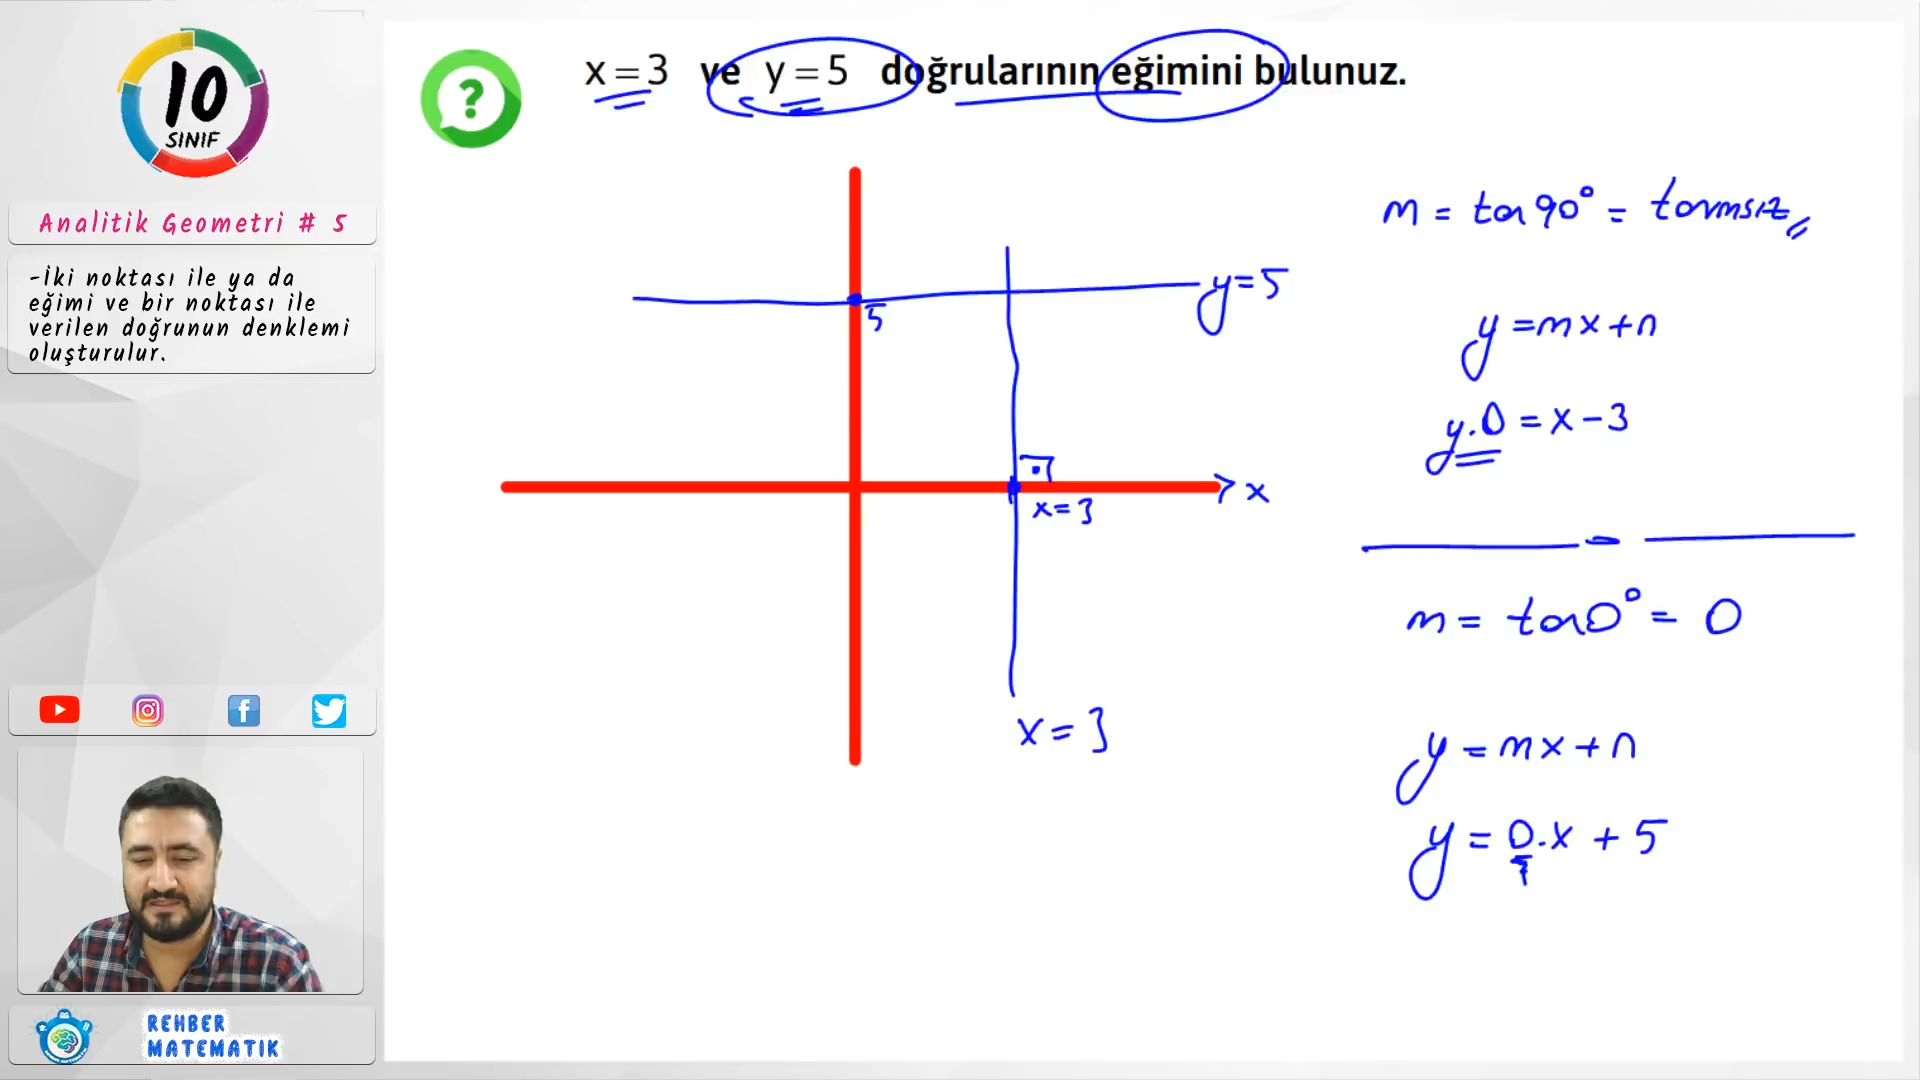 10
SINIF
Analitik Geometri # 5
-İki noktası ile ya da
eğimi ve bir noktası ile
verilen doğrunun denklemi
oluşturulur.
REHBER
MATEMATIK
?
x = 3 ve y = 5 doğrularının eğimini bulunuz.
y=5
5
x
x=3
x = 3
m = tan 90° = tanımsız
y = mx + n
y.0 = x - 3
m = tan 0° = 0
y = mx + n
y = 0.x + 5